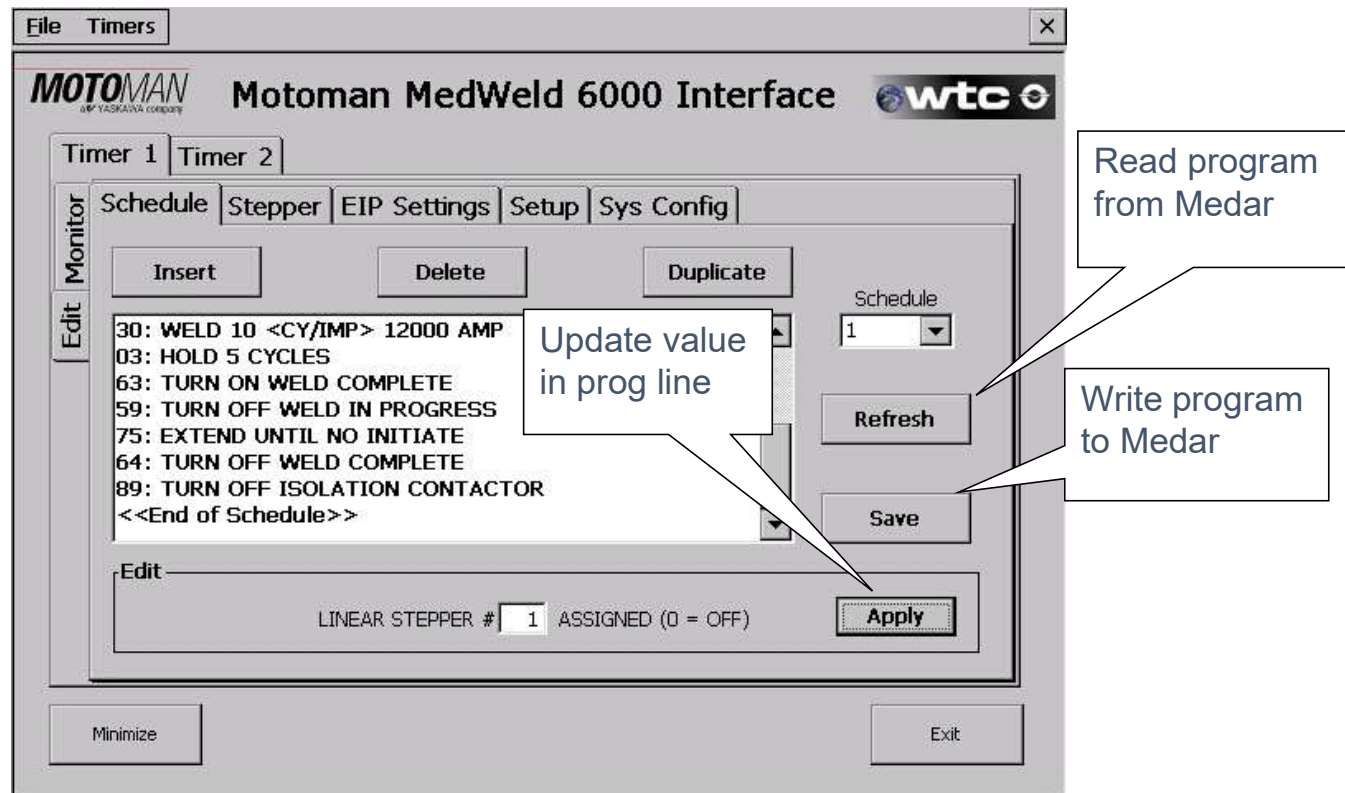 File Timers
MOTOMAN
a YASKAWA company
Motoman MedWeld 6000 Interface
wtc
Timer 1 Timer 2
Monitor
Edit
Schedule Stepper EIP Settings Setup Sys Config
Insert Delete Duplicate
Schedule
1
30: WELD 10 <CY/IMP> 12000 AMP
03: HOLD 5 CYCLES
63: TURN ON WELD COMPLETE
59: TURN OFF WELD IN PROGRESS
75: EXTEND UNTIL NO INITIATE
64: TURN OFF WELD COMPLETE
89: TURN OFF ISOLATION CONTACTOR
<<End of Schedule>>
Refresh
Save
Edit
LINEAR STEPPER # 1 ASSIGNED (0 = OFF)
Apply
Minimize
Exit
Update value
in prog line
Read program
from Medar
Write program
to Medar